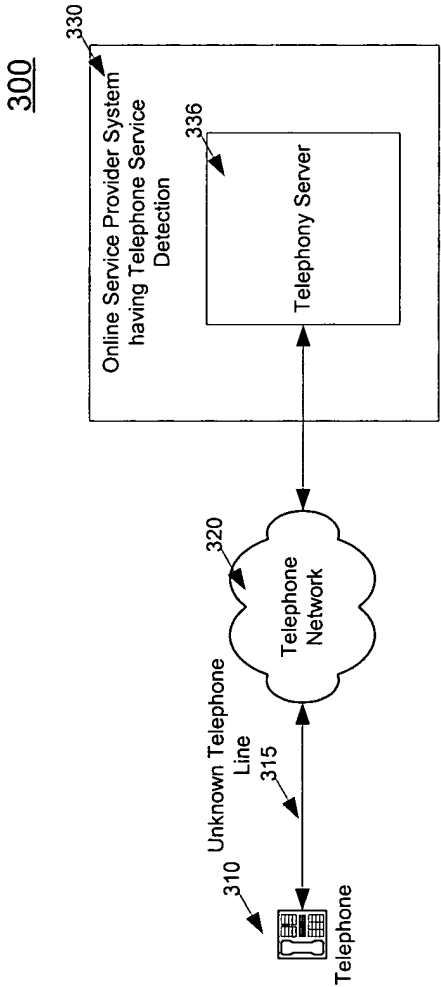 300
310
Telephone
Unknown Telephone
Line
315
320
Telephone
Network
330
Online Service Provider System
having Telephone Service
Detection
336
Telephony Server